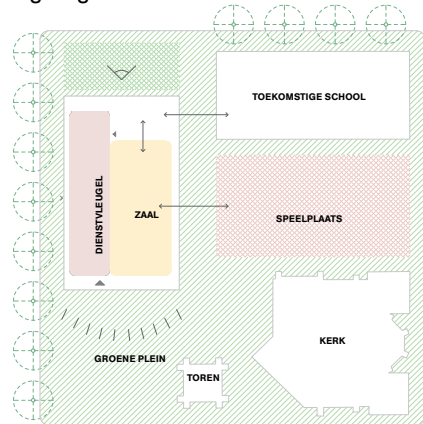 TOEKOMSTIGE SCHOOL
DIENSTVLEUGEL
ZAAL
SPEELPLAATS
KERK
GROENE PLEIN
TOREN